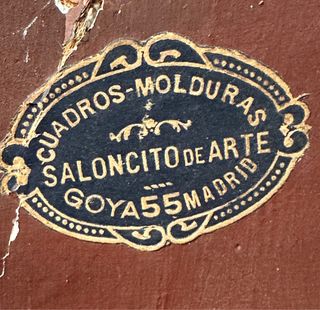 CUADROS-MOLDURAS
SALONCITO DE ARTE
GOYA 55 MADRID